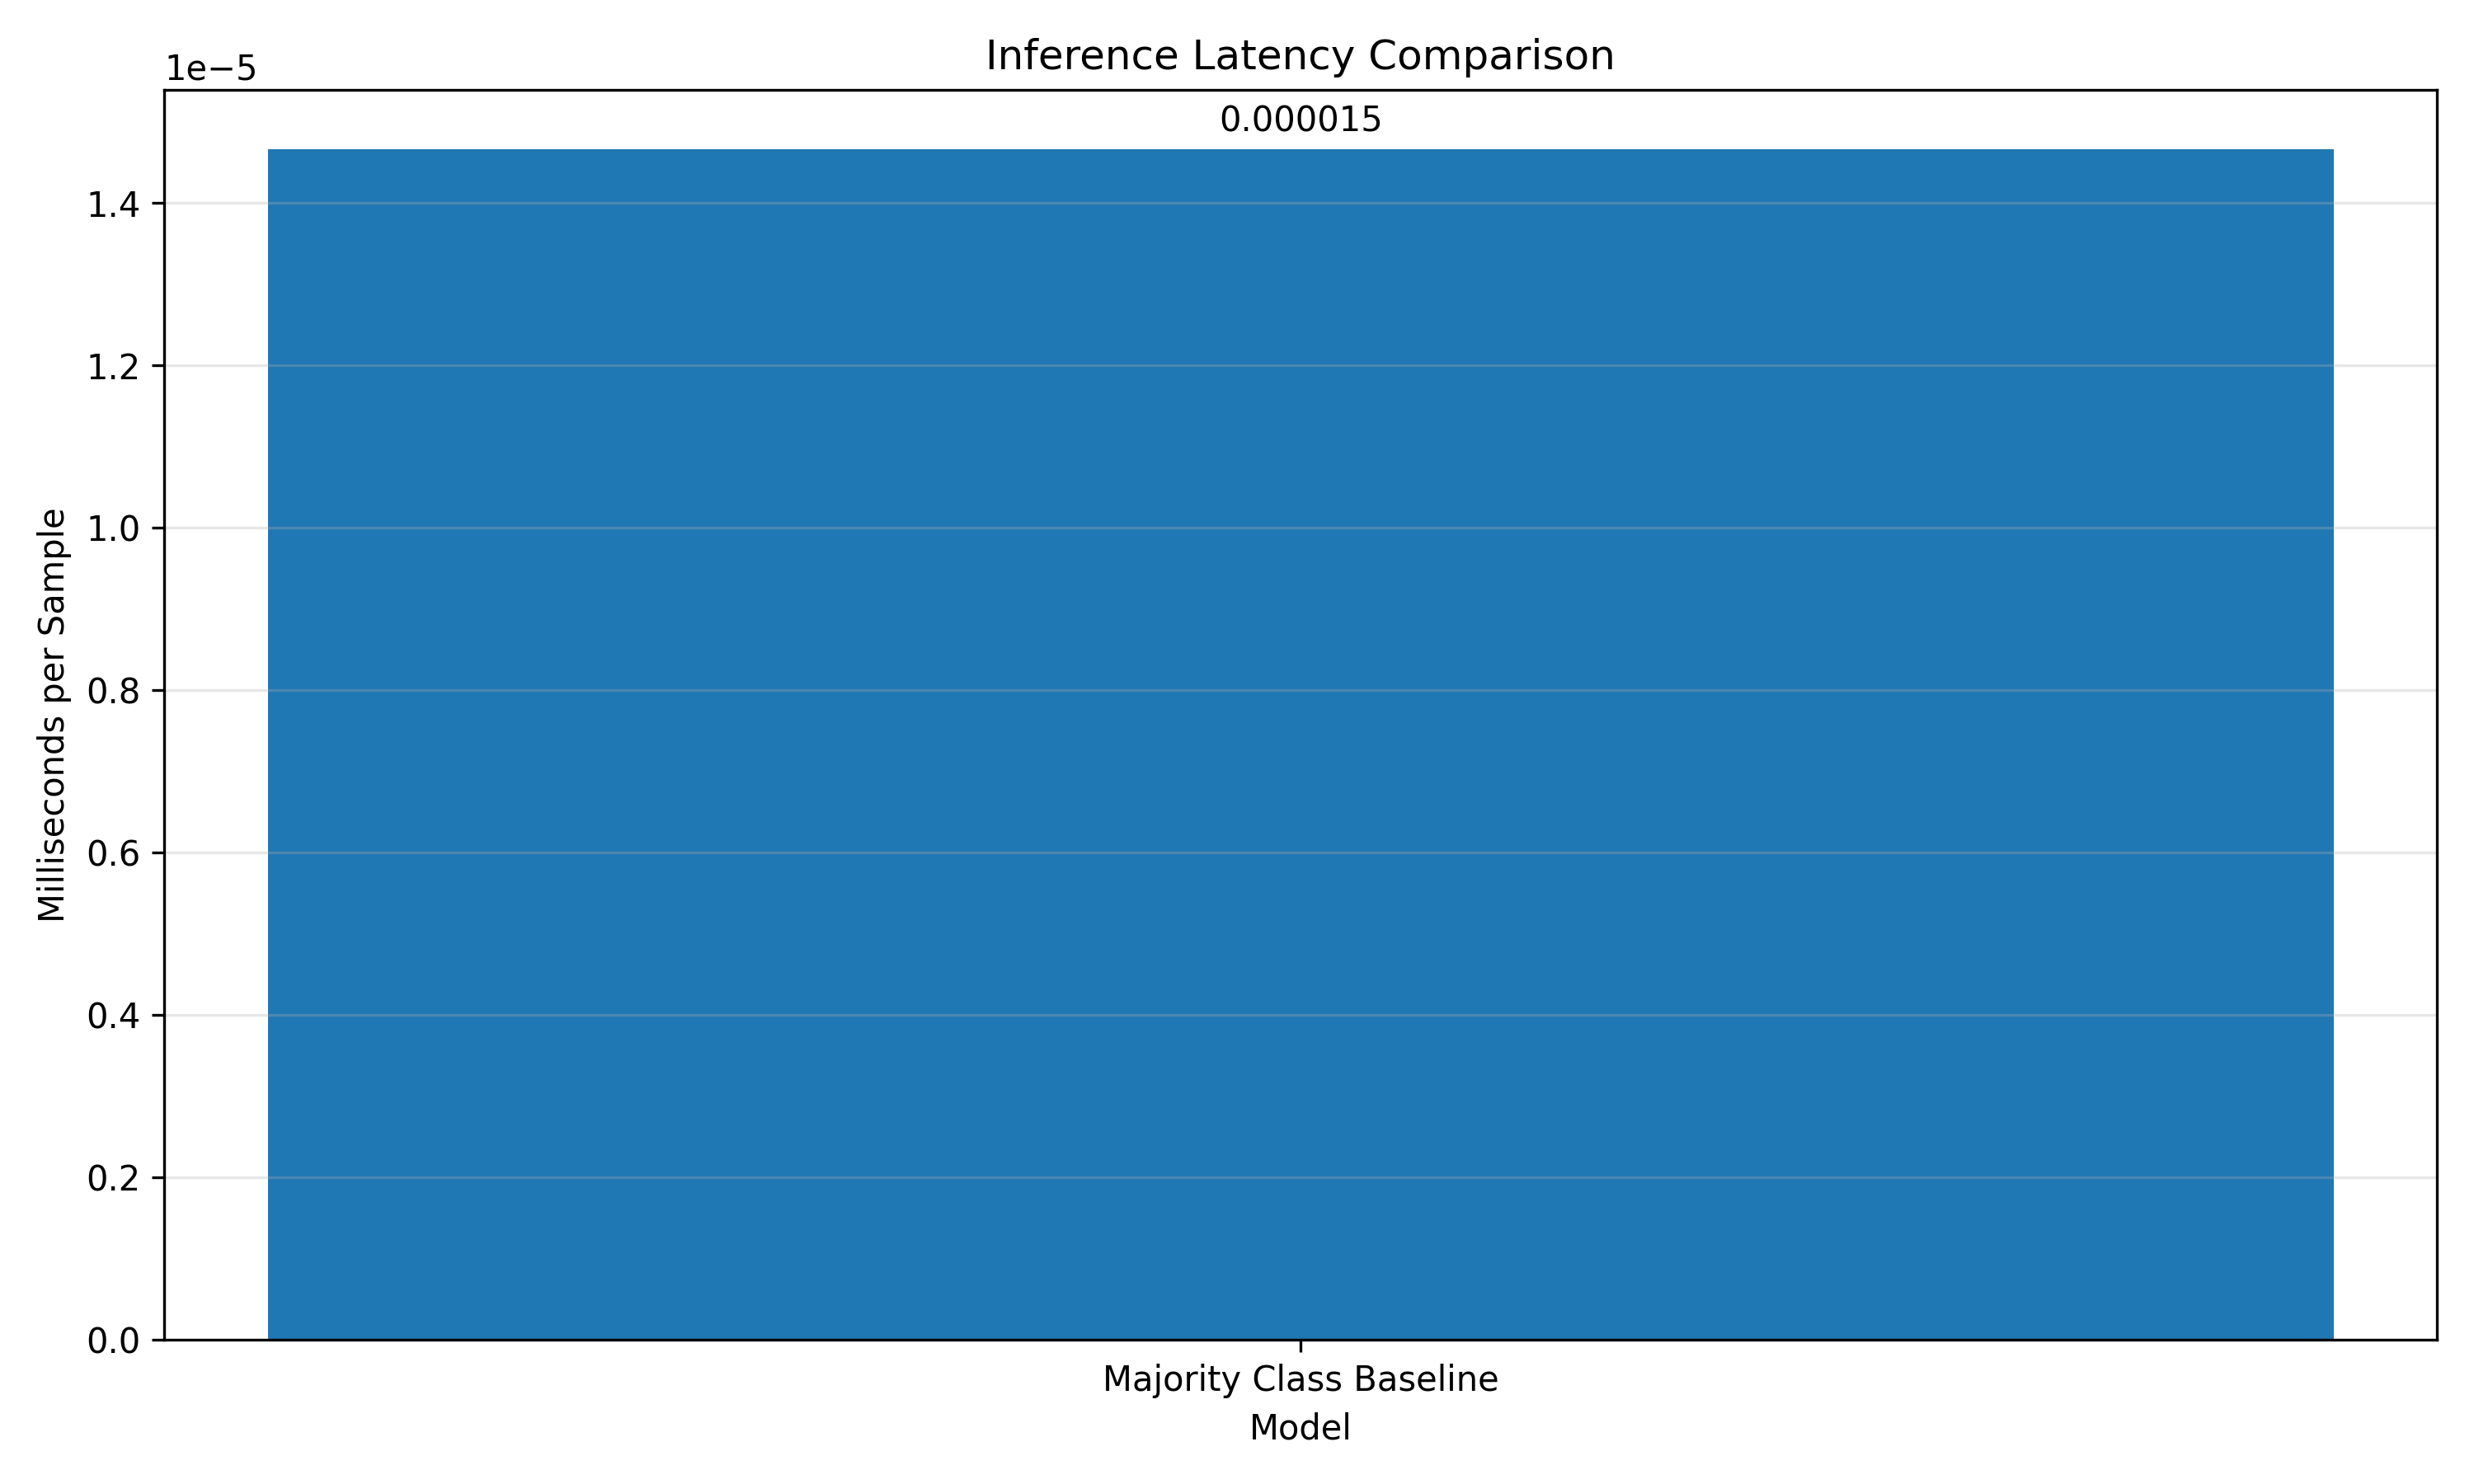 Inference Latency Comparison
1e−5
0.000015
1.4
1.2
1.0
0.8
0.6
0.4
0.2
0.0
Milliseconds per Sample
Majority Class Baseline
Model